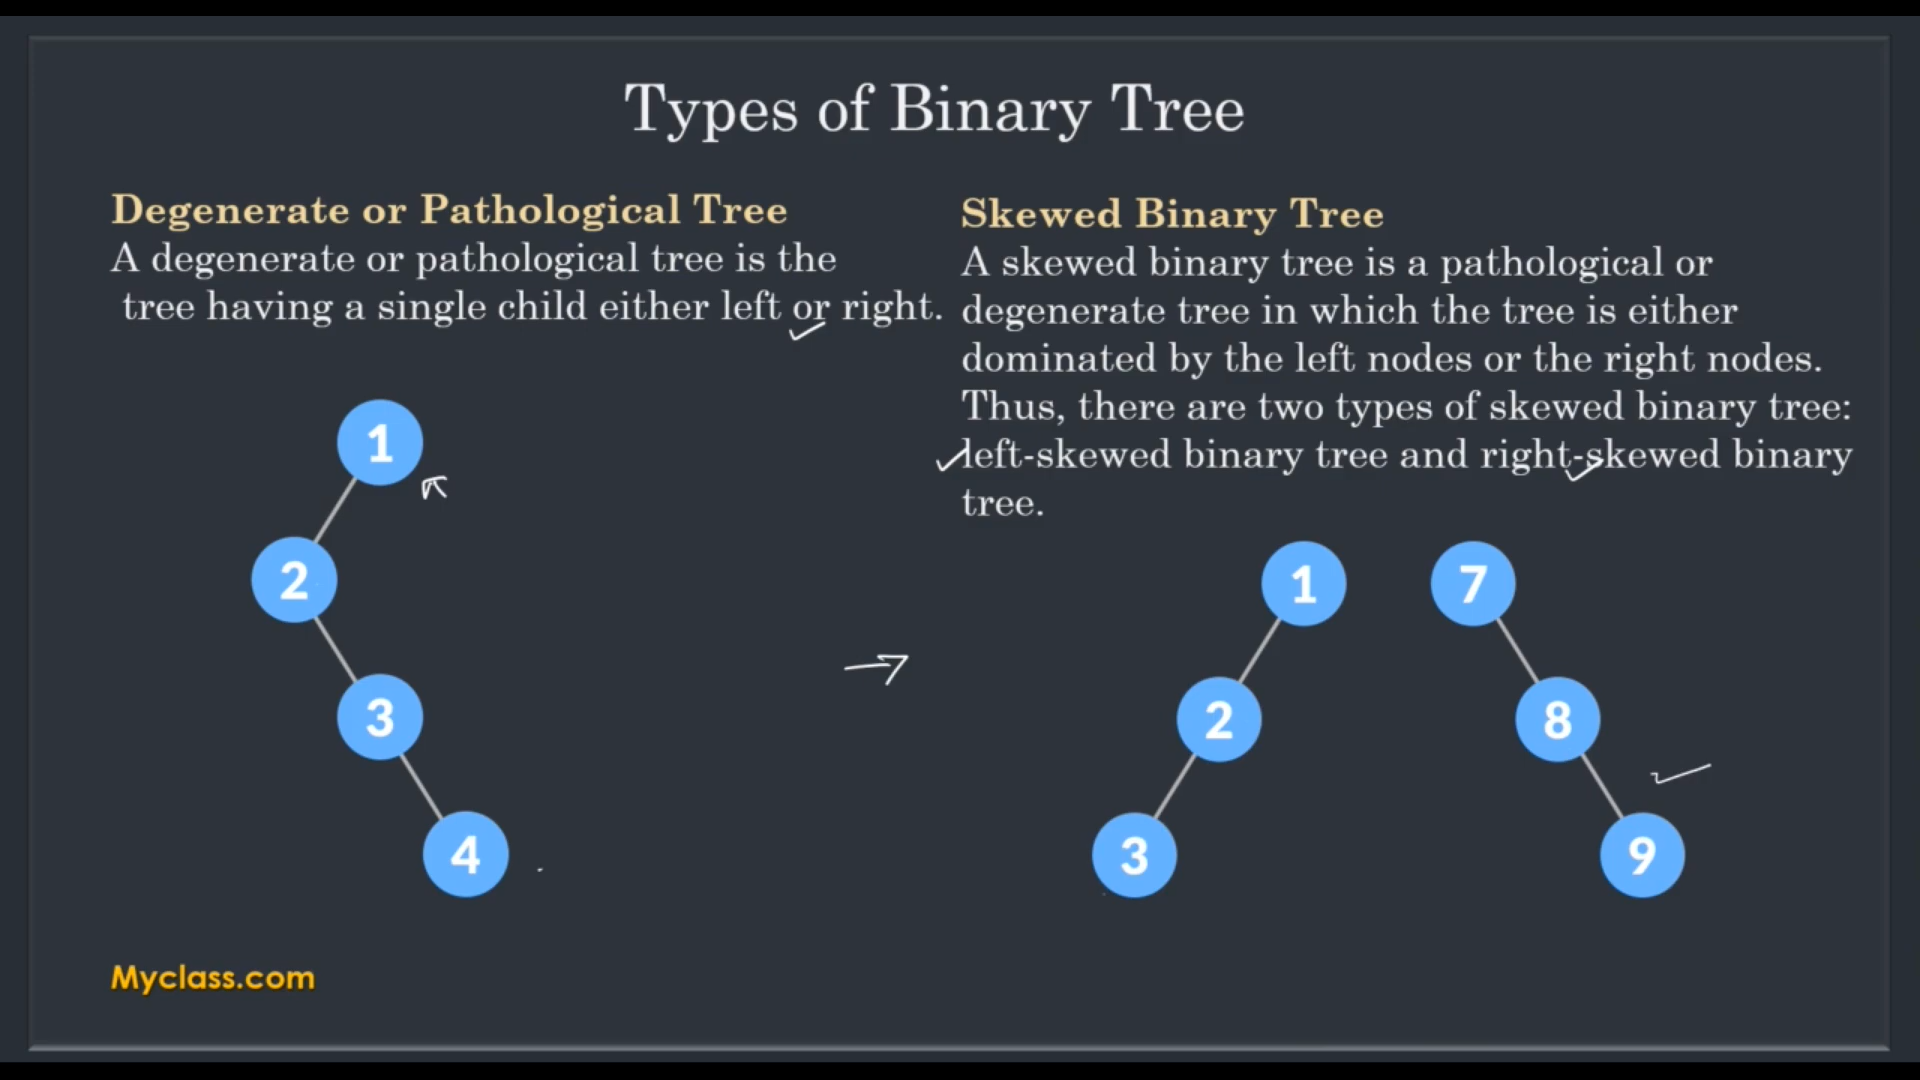 Types of Binary Tree
Degenerate or Pathological Tree
A degenerate or pathological tree is the
tree having a single child either left or right.
Skewed Binary Tree
A skewed binary tree is a pathological or
degenerate tree in which the tree is either
dominated by the left nodes or the right nodes.
Thus, there are two types of skewed binary tree:
left-skewed binary tree and right-skewed binary
tree.
1
2
3
4
1
2
3
7
8
9
Myclass.com